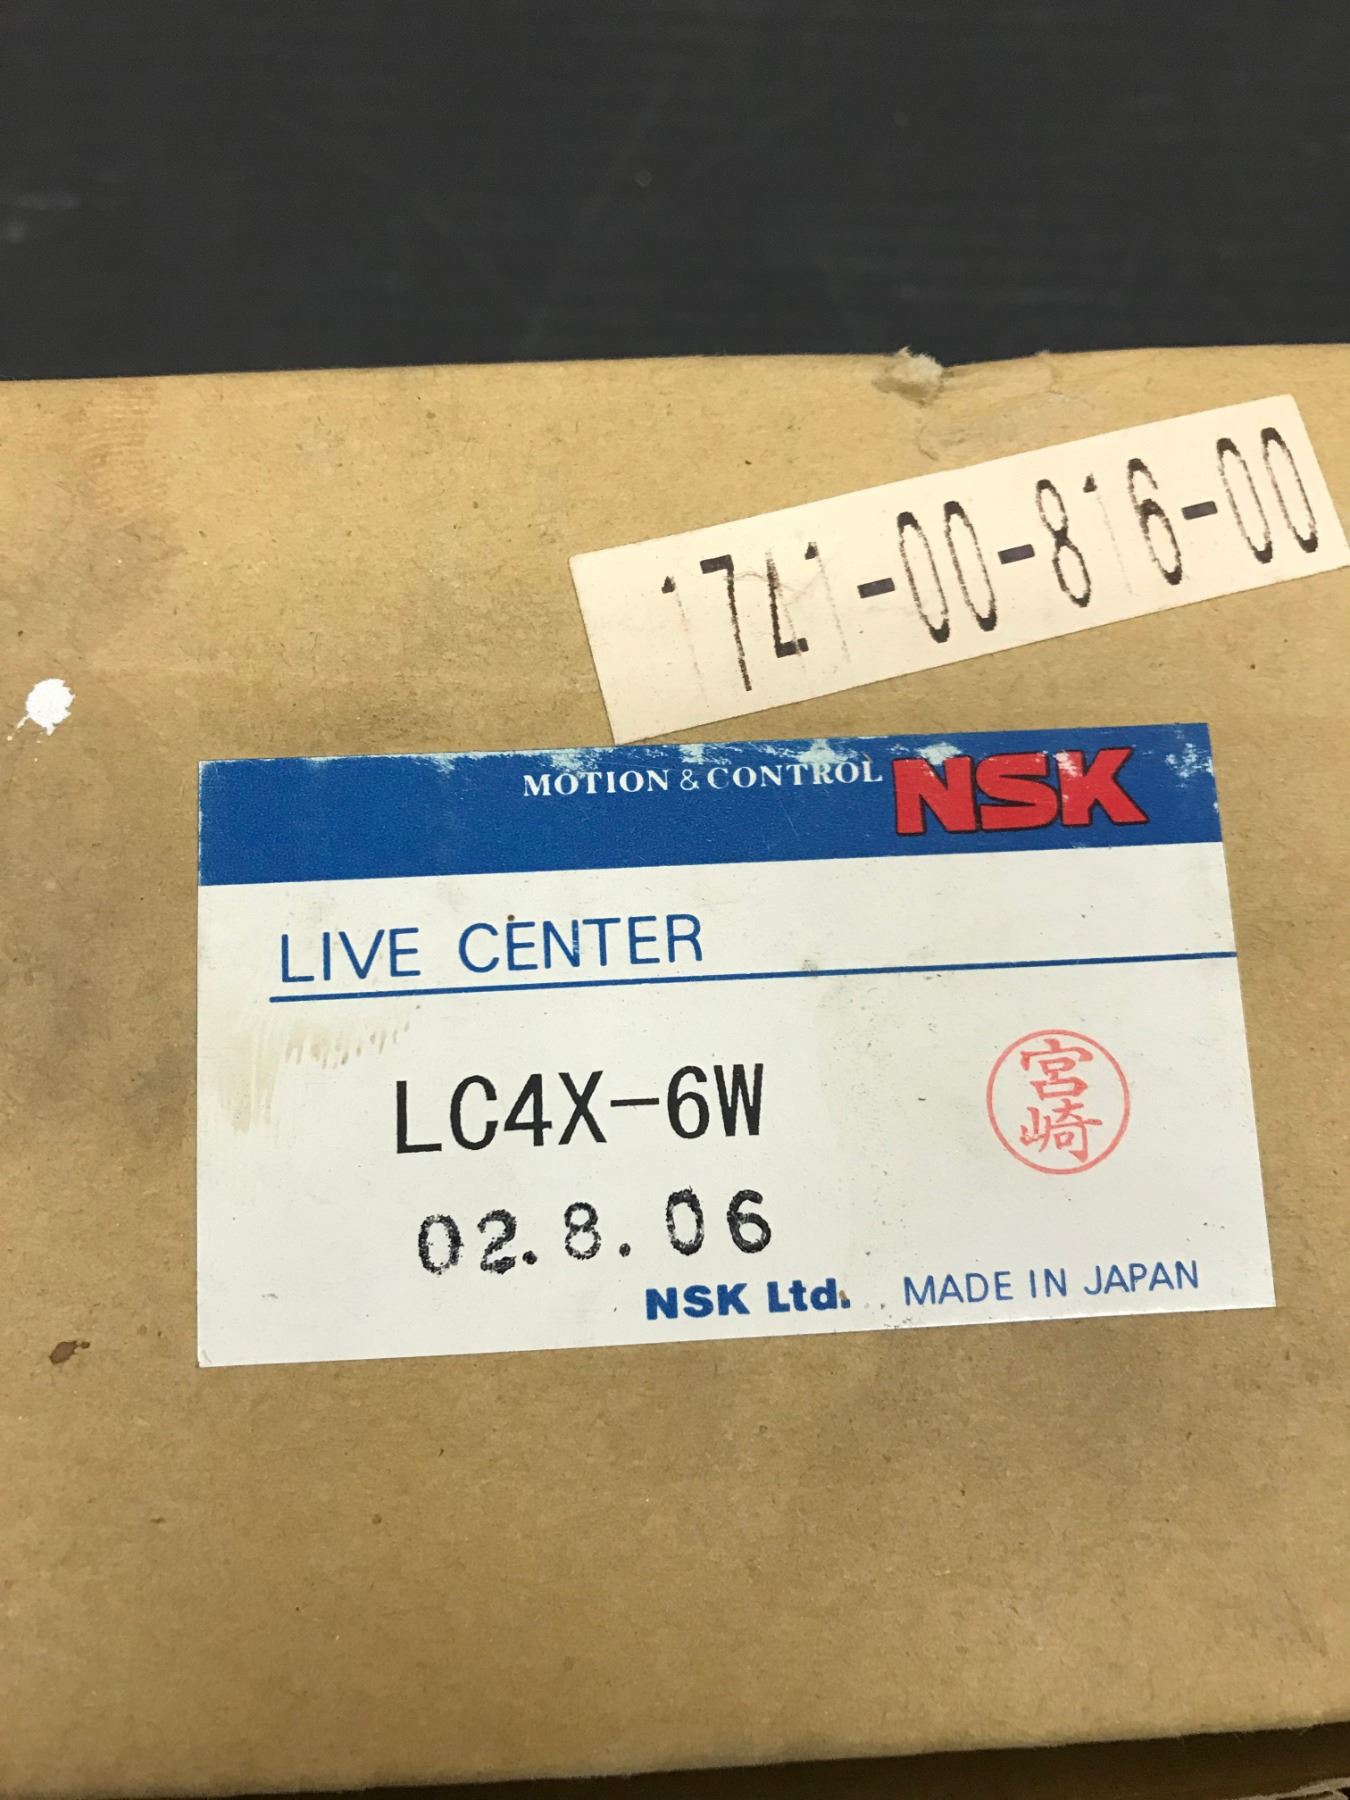 1741-00-816-00
MOTION & CONTROL NSK
LIVE CENTER
LC4X-6W
宮崎
02.8.06
NSK Ltd. MADE IN JAPAN